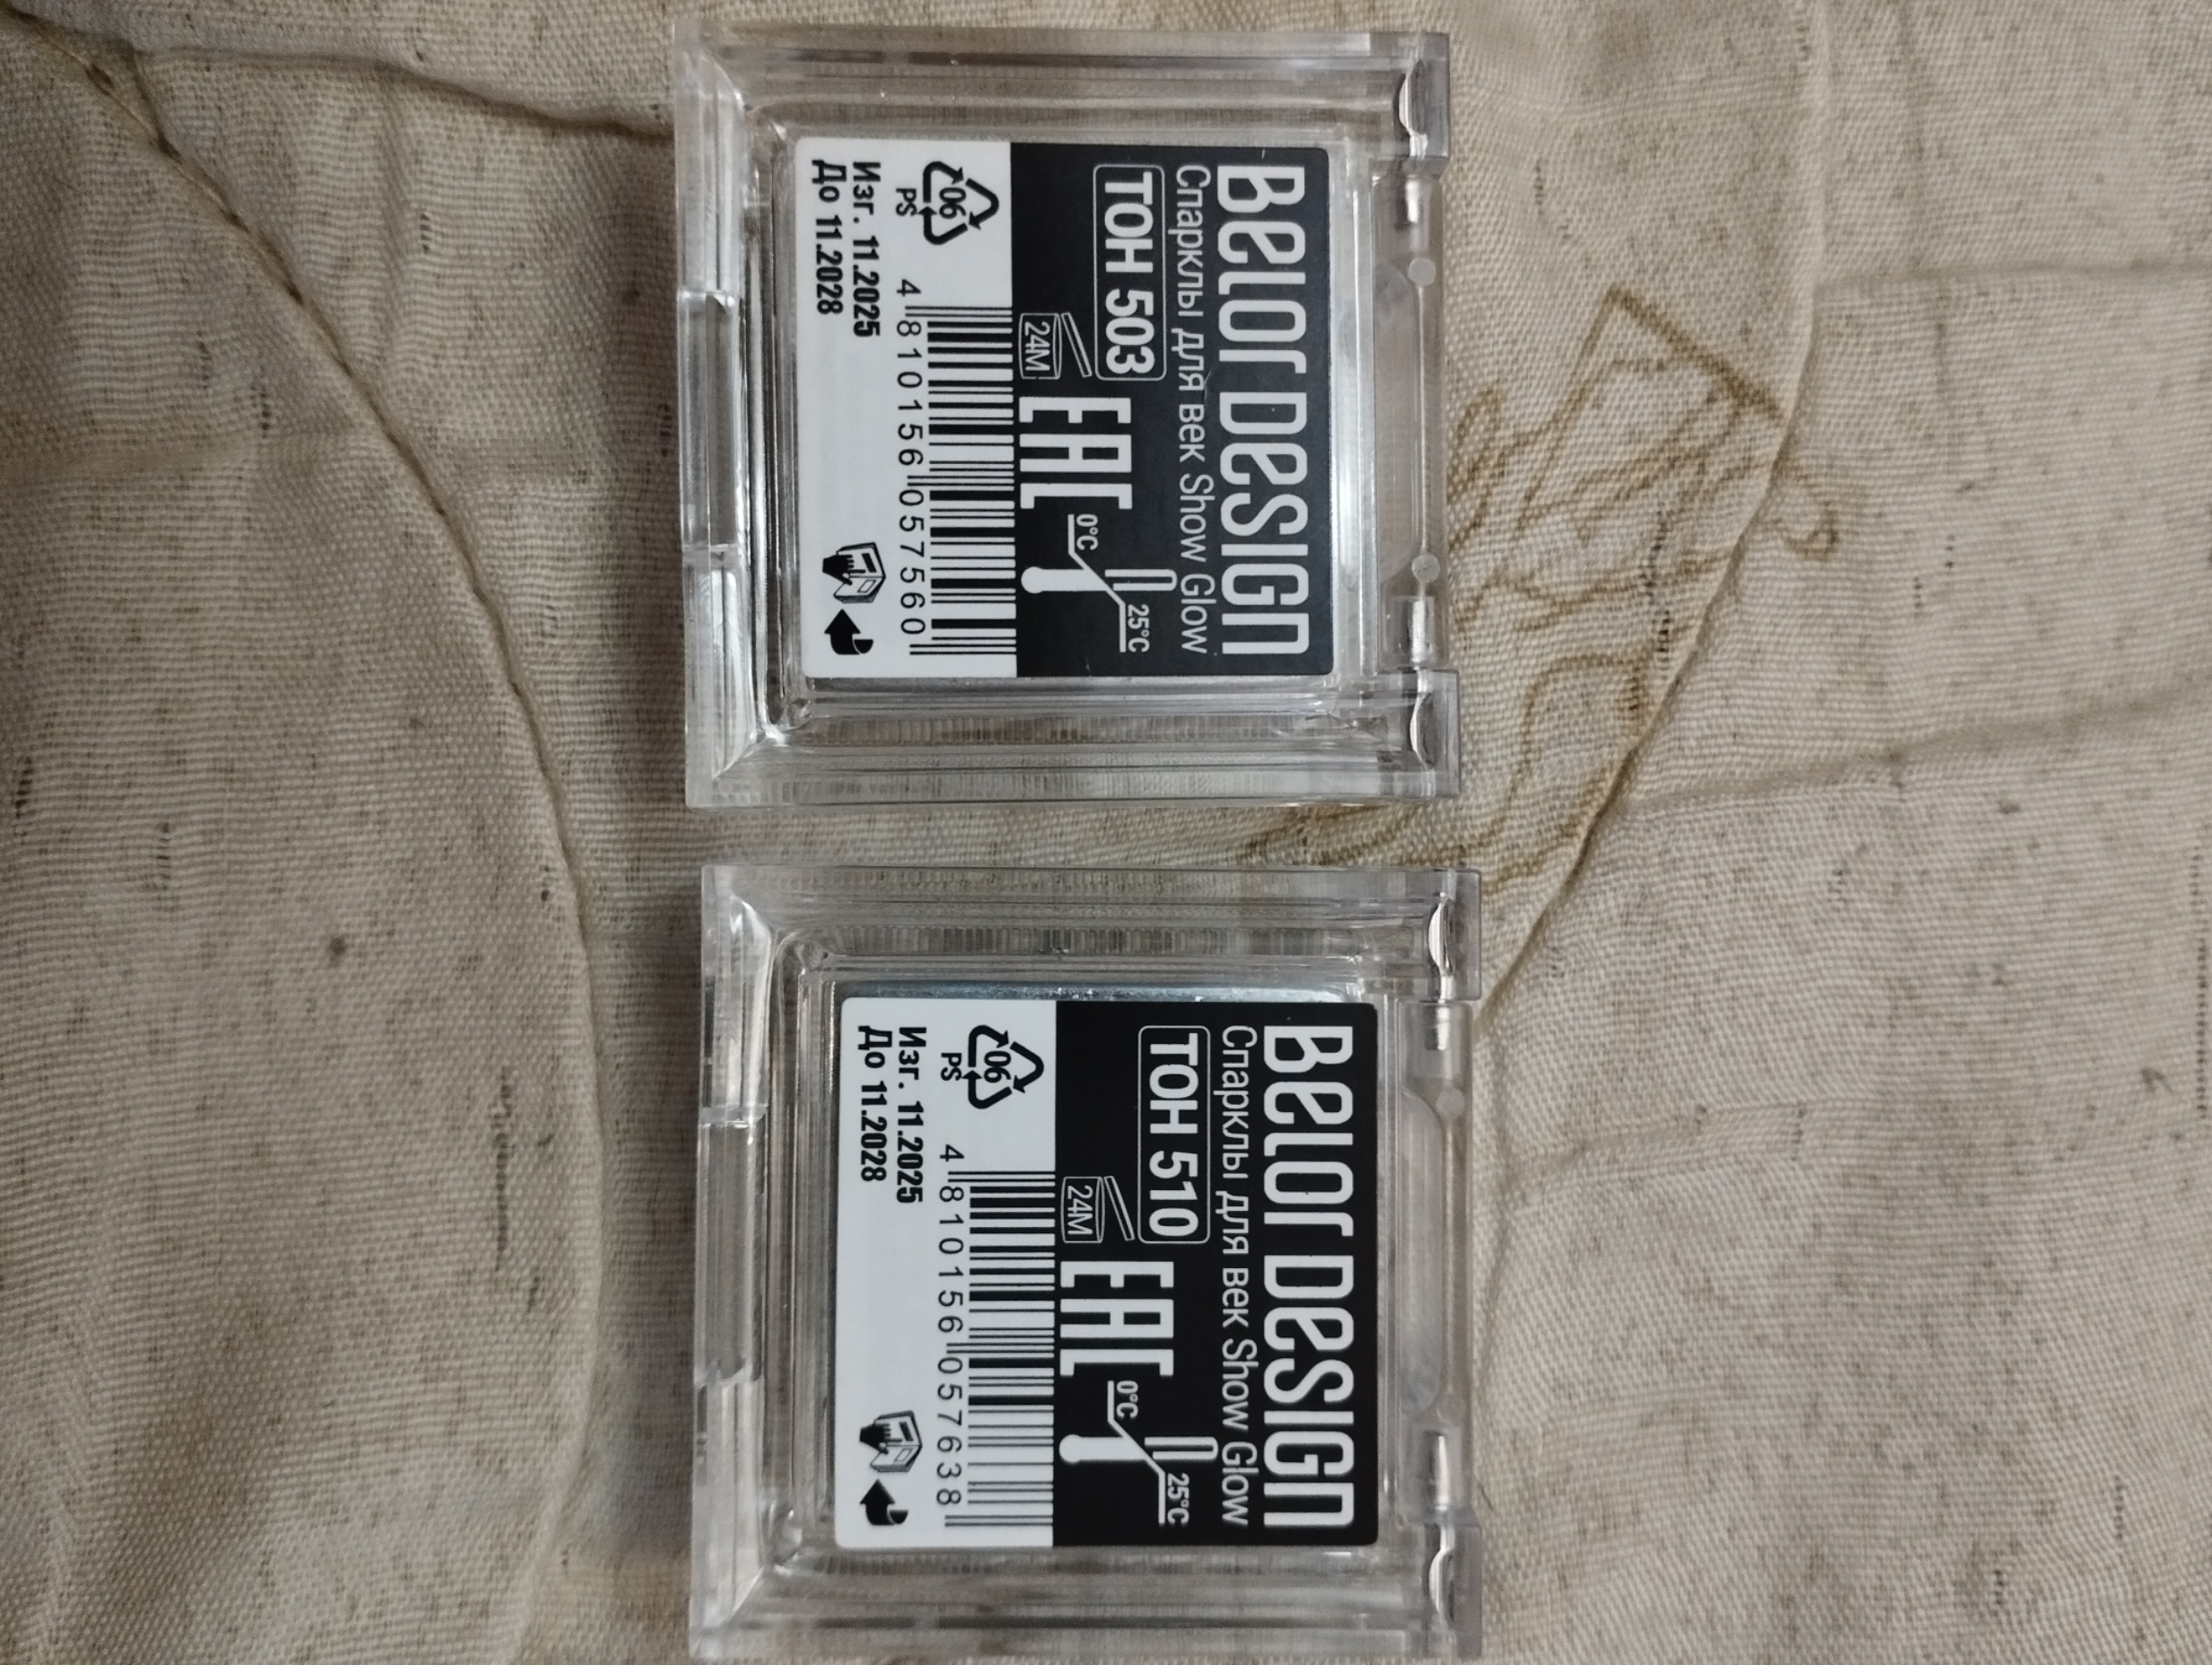 Belor Design
Спарклы для век Show Glow
ТОН 503
24M
EAC
0°C
25°C
06
PS
4 810156 057560
Изг. 11.2025
До 11.2028
Belor Design
Спарклы для век Show Glow
ТОН 510
24M
EAC
0°C
25°C
06
PS
4 810156 057638
Изг. 11.2025
До 11.2028